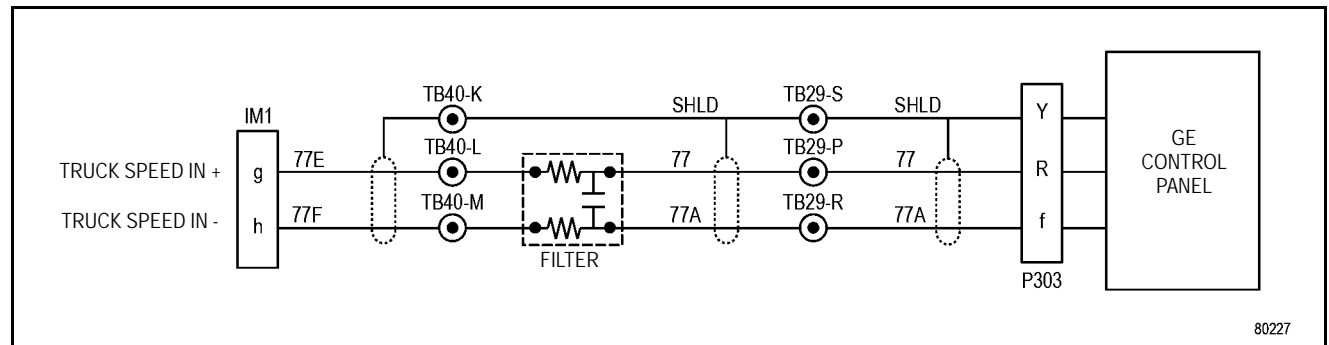 TB40-K
SHLD
TB29-S
SHLD
IM1
Y
GE
CONTROL
PANEL
TB40-L
TB29-P
TRUCK SPEED IN +
g
77E
77
77
R
TB40-M
TB29-R
TRUCK SPEED IN -
h
77F
77A
77A
f
FILTER
P303
80227